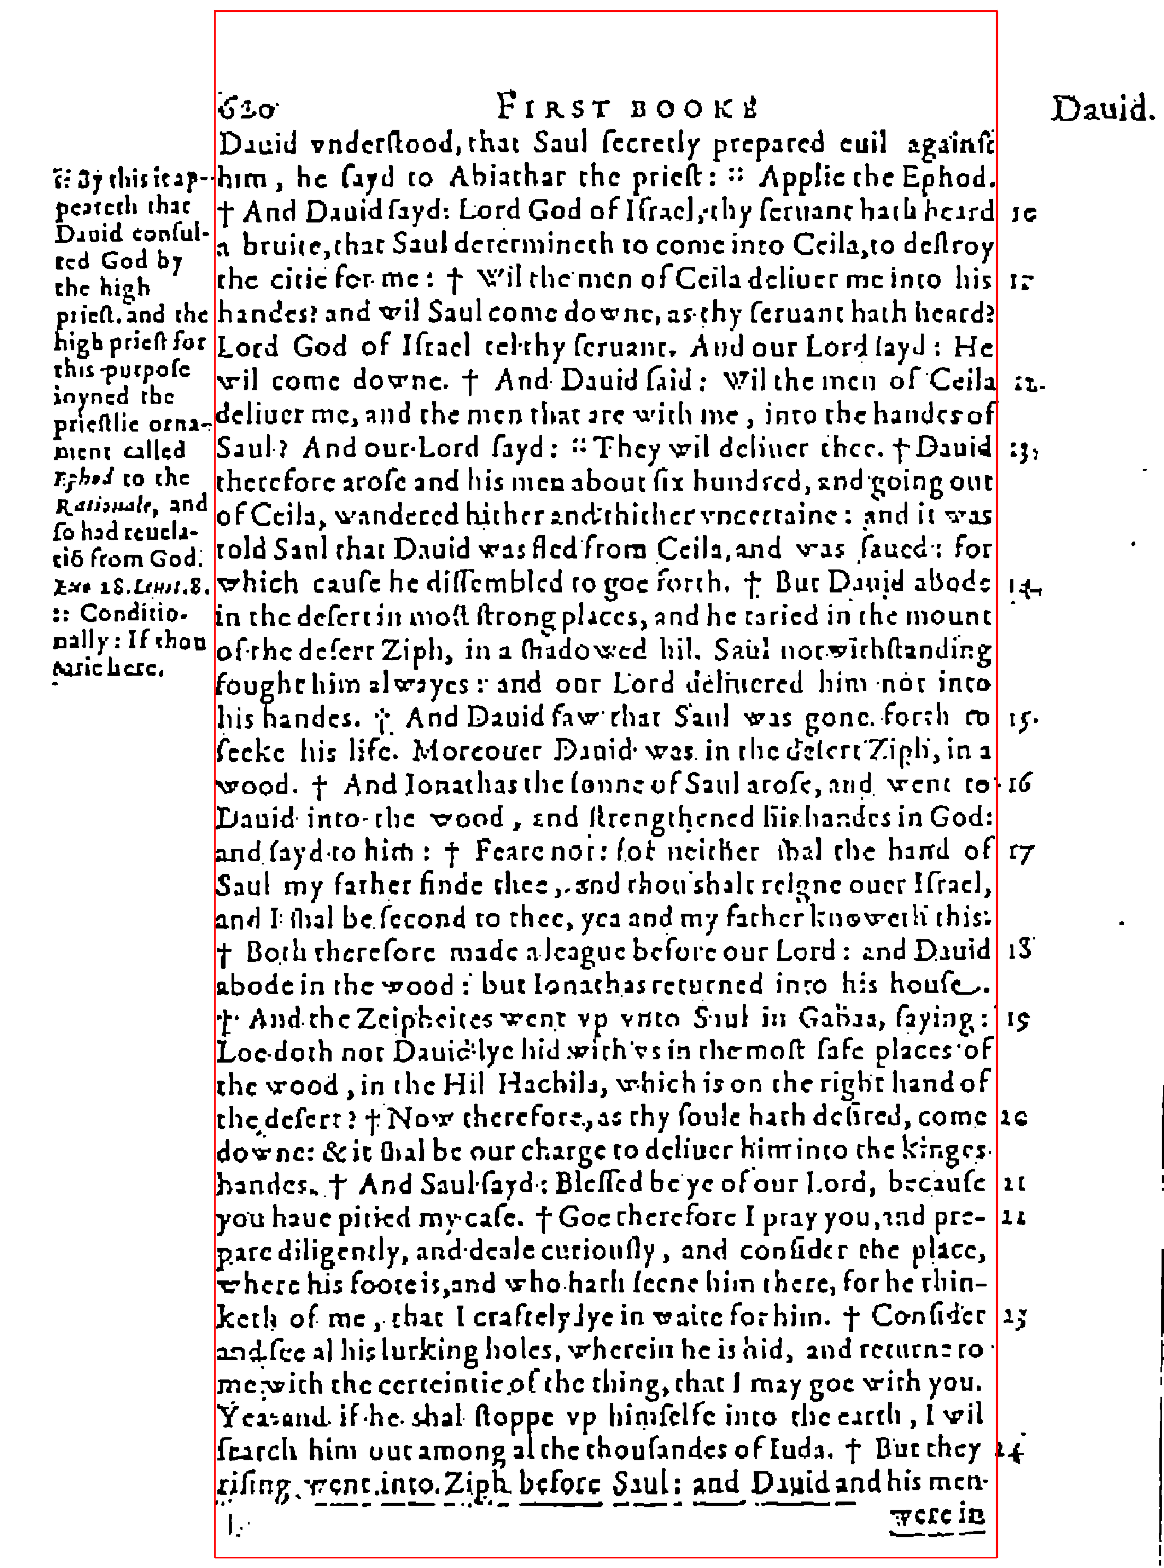 620 FIRST BOOKE Dauid.
Dauid vnderſtood, that Saul ſecretly prepared euil againſt
him, he ſayd to Abiathar the prieſt: :: Applie the Ephod.
† And Dauid ſayd: Lord God of Iſrael, thy ſeruant hath heard 10
a bruite, that Saul determineth to come into Ceila, to deſtroy
the citie for me: † Wil the men of Ceila deliuer me into his
handes? and wil Saul come downe, as thy ſeruant hath heard?
Lord God of Iſrael tel thy ſeruant. And our Lord ſayd: He
wil come downe. † And Dauid ſaid: Wil the men of Ceila 12.
deliuer me, and the men that are with me, into the handes of
Saul? And our Lord ſayd: :: They wil deliuer thee. † Dauid 13,
therefore aroſe and his men about ſix hundred, and going out
of Ceila, wandered hither and thither vncertaine: and it was
told Saul that Dauid was fled from Ceila, and was ſaued: for
which cauſe he diſſembled to goe forth. † But Dauid abode 14
in the deſert in moſt ſtrong places, and he taried in the mount
of the deſert Ziph, in a ſhadowed hil. Saul notwithſtanding
ſought him alwayes: and our Lord deliuered him not into
his handes. † And Dauid ſaw that Saul was gone forth to 15.
ſeeke his life. Moreouer Dauid was in the deſert Ziph, in a
wood. † And Ionathas the ſonne of Saul aroſe, and went to 16
Dauid into the wood, and ſtrengthened his handes in God:
and ſayd to him: † Feare not: for neither ſhal the hand of 17
Saul my father finde thee, and thou shalt reigne ouer Iſrael,
and I ſhal be ſecond to thee, yea and my father knoweth this.
† Both therefore made a league before our Lord: and Dauid 18
abode in the wood: but Ionathas returned into his houſe.
† And the Zeipheites went vp vnto Saul in Gabaa, ſaying: 19
Loe doth not Dauid lye hid with vs in the moſt ſafe places of
the wood, in the Hil Hachila, which is on the right hand of
the deſert? † Now therefore, as thy ſoule hath deſired, come 20
downe: & it ſhal be our charge to deliuer him into the kinges
handes. † And Saul ſayd: Bleſſed be ye of our Lord, becauſe 21
you haue pitied my caſe. † Goe therefore I pray you, and pre- 22
pare diligently, and deale curiouſly, and conſider the place,
where his foote is, and who hath ſeene him there, for he thin-
keth of me, that I craftely lye in waite for him. † Conſider 23
and ſee al his lurking holes, wherein he is hid, and returne to
me with the certeintie of the thing, that I may goe with you.
Yea and if he shal ſtoppe vp himſelfe into the earth, I wil
ſearch him out among al the thouſandes of Iuda. † But they 24
riſing went into Ziph before Saul: and Dauid and his men
were in
:: By this it ap-
peareth that
Dauid conſul-
ted God by
the high
prieſt. and the
high prieſt for
this purpoſe
inyned the
prieſtlie orna-
ment called
Ephod to the
Rationale, and
ſo had reuela-
tiō from God.
Exo 28. Leuit. 8.
:: Conditio-
nally: If thou
tarie here.